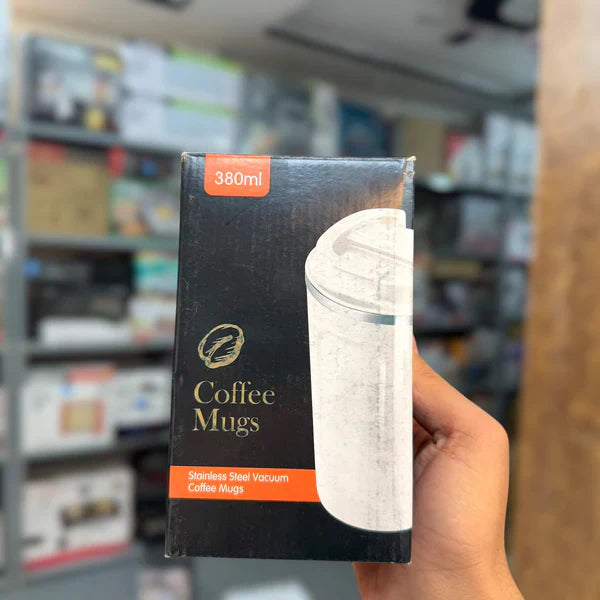 380ml
Coffee
Mugs
Stainless Steel Vacuum
Coffee Mugs